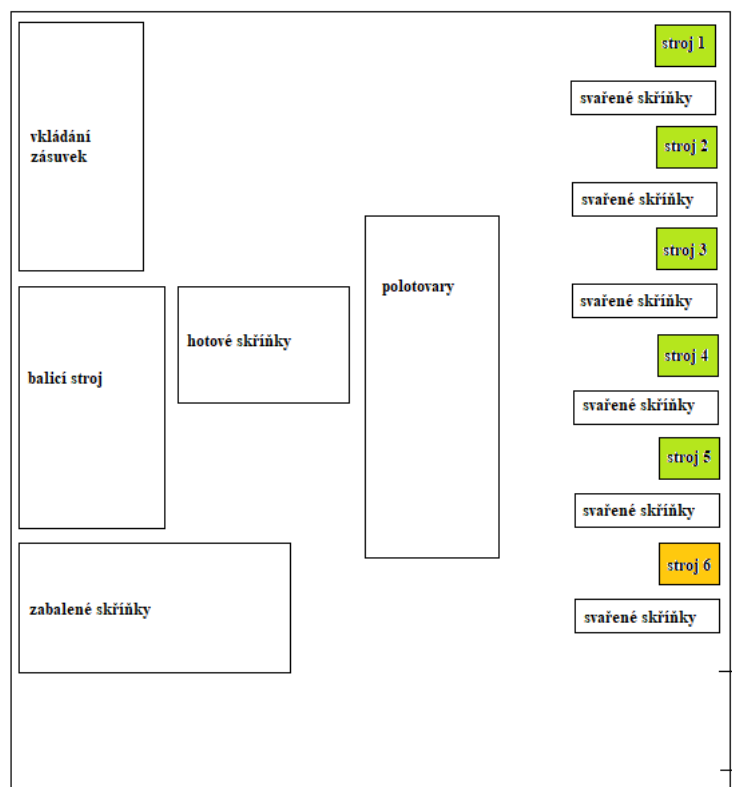 stroj 1
svařené skříňky
vkládání
zásuvek
stroj 2
svařené skříňky
stroj 3
polotovary
svařené skříňky
hotové skříňky
stroj 4
balicí stroj
svařené skříňky
stroj 5
svařené skříňky
stroj 6
zabalené skříňky
svařené skříňky